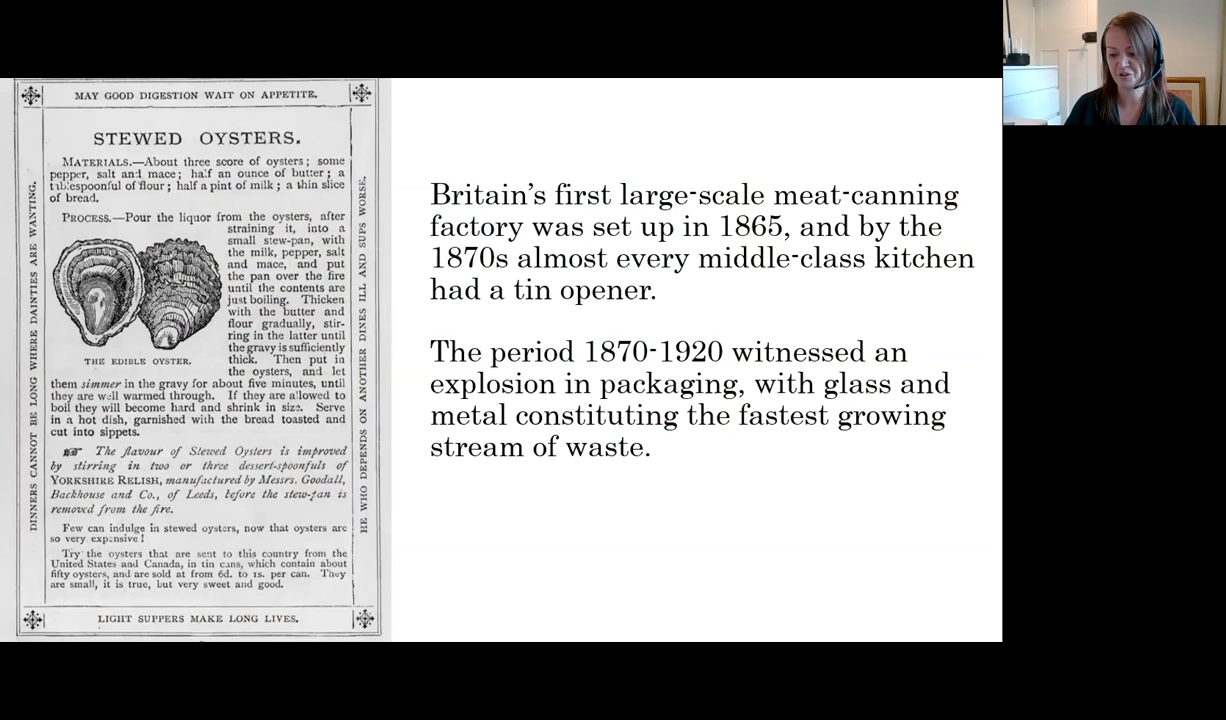 MAY GOOD DIGESTION WAIT ON APPETITE.
DINNERS CANNOT BE LONG WHERE DAINTIES ARE WANTING.
HE WHO DEPENDS ON ANOTHER DINES ILL AND SUPS WORSE.
STEWED OYSTERS.
MATERIALS.—About three score of oysters; some
pepper, salt and mace; half an ounce of butter; a
tablespoonful of flour; half a pint of milk; a thin slice
of bread.
PROCESS.—Pour the liquor from the oysters, after
straining it, into a
small stew-pan, with
the milk, pepper, salt
and mace, and put
the pan over the fire
until the contents are
just boiling. Thicken
with the butter and
flour gradually, stir-
ring in the latter until
the gravy is sufficiently
thick. Then put in
the oysters, and let
THE EDIBLE OYSTER.
them simmer in the gravy for about five minutes, until
they are well warmed through. If they are allowed to
boil they will become hard and shrink in size. Serve
in a hot dish, garnished with the bread toasted and
cut into sippets.
☞ The flavour of Stewed Oysters is improved
by stirring in two or three dessert-spoonfuls of
YORKSHIRE RELISH, manufactured by Messrs. Goodall,
Backhouse and Co., of Leeds, before the stew-pan is
removed from the fire.
Few can indulge in stewed oysters, now that oysters are
so very expensive!
Try the oysters that are sent to this country from the
United States and Canada, in tin cans, which contain about
fifty oysters, and are sold at from 6d. to 1s. per can. They
are small, it is true, but very sweet and good.
LIGHT SUPPERS MAKE LONG LIVES.
Britain's first large-scale meat-canning
factory was set up in 1865, and by the
1870s almost every middle-class kitchen
had a tin opener.
The period 1870-1920 witnessed an
explosion in packaging, with glass and
metal constituting the fastest growing
stream of waste.